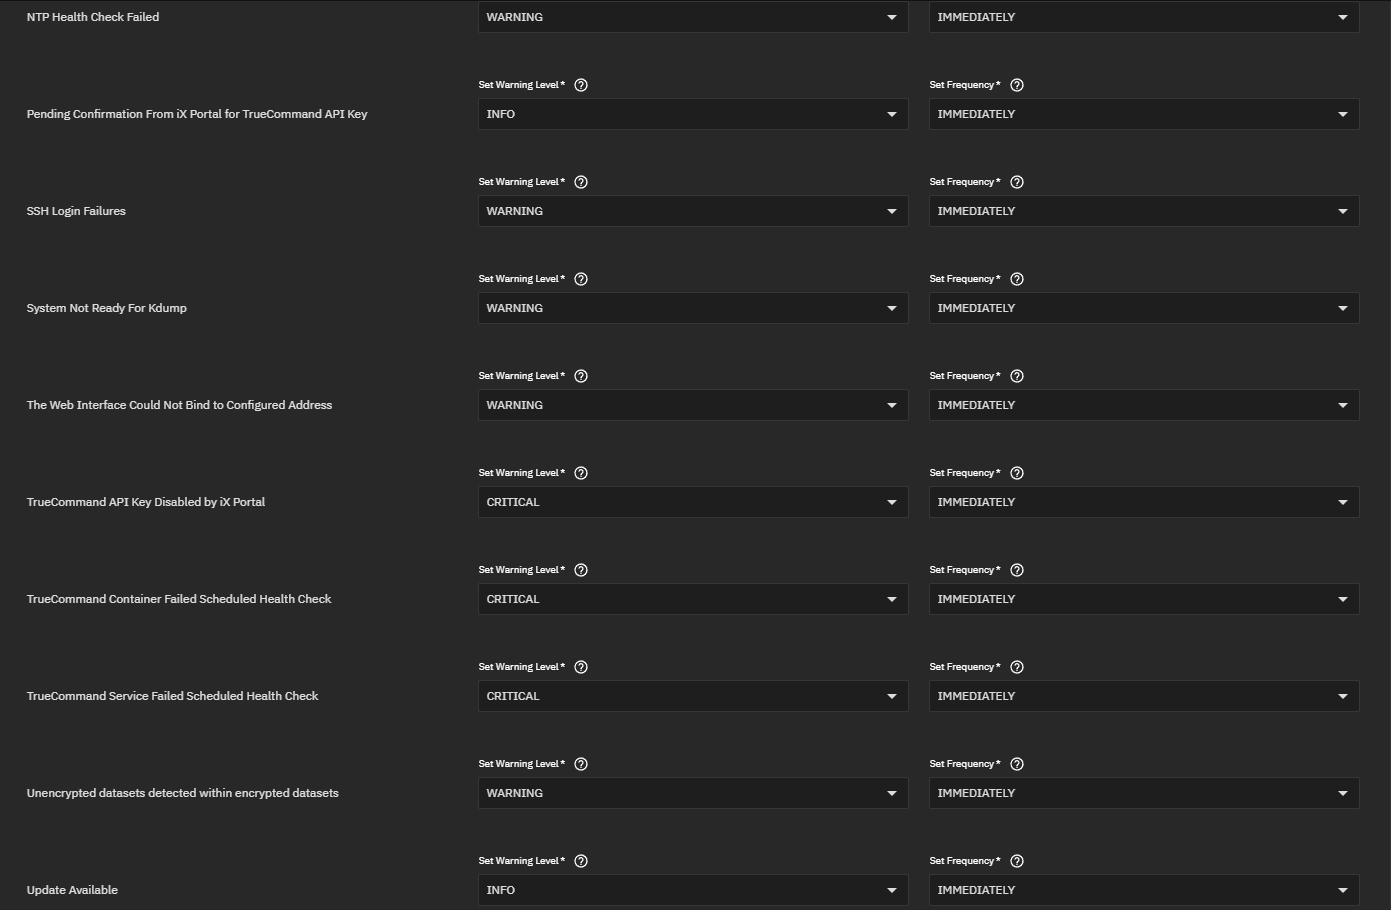 NTP Health Check Failed WARNING IMMEDIATELY
Set Warning Level * Set Frequency *
Pending Confirmation From iX Portal for TrueCommand API Key INFO IMMEDIATELY
Set Warning Level * Set Frequency *
SSH Login Failures WARNING IMMEDIATELY
Set Warning Level * Set Frequency *
System Not Ready For Kdump WARNING IMMEDIATELY
Set Warning Level * Set Frequency *
The Web Interface Could Not Bind to Configured Address WARNING IMMEDIATELY
Set Warning Level * Set Frequency *
TrueCommand API Key Disabled by iX Portal CRITICAL IMMEDIATELY
Set Warning Level * Set Frequency *
TrueCommand Container Failed Scheduled Health Check CRITICAL IMMEDIATELY
Set Warning Level * Set Frequency *
TrueCommand Service Failed Scheduled Health Check CRITICAL IMMEDIATELY
Set Warning Level * Set Frequency *
Unencrypted datasets detected within encrypted datasets WARNING IMMEDIATELY
Set Warning Level * Set Frequency *
Update Available INFO IMMEDIATELY